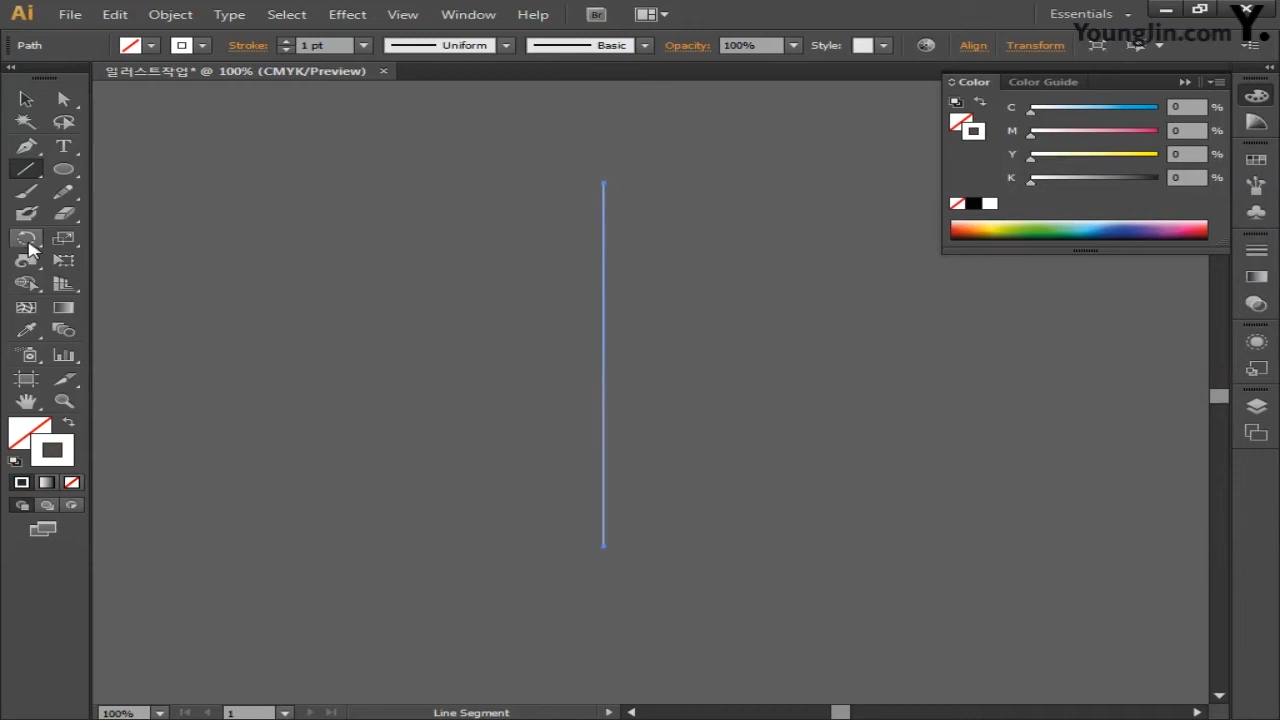 Ai File Edit Object Type Select Effect View Window Help Br Essentials
YoungJin.com Y.
Path Stroke: 1 pt Uniform Basic Opacity: 100% Style: Align Transform
일러스트작업* @ 100% (CMYK/Preview) ×
Color Color Guide
C 0 %
M 0 %
Y 0 %
K 0 %
T
100% 1 Line Segment